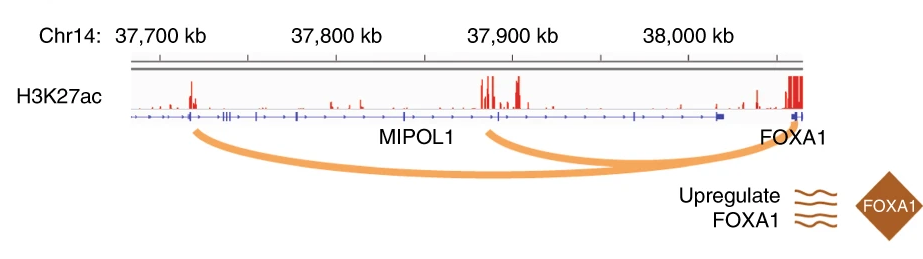 Chr14: 37,700 kb 37,800 kb 37,900 kb 38,000 kb
H3K27ac
MIPOL1 FOXA1
Upregulate
FOXA1
FOXA1